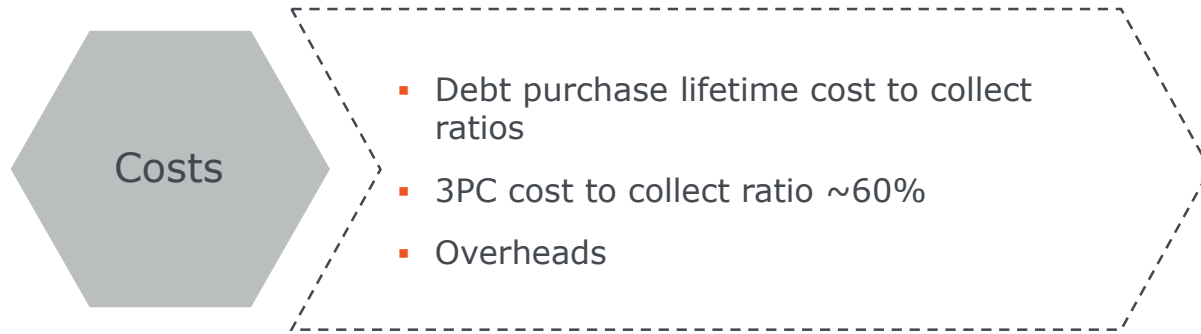 Costs
▪ Debt purchase lifetime cost to collect
ratios
▪ 3PC cost to collect ratio ~60%
▪ Overheads